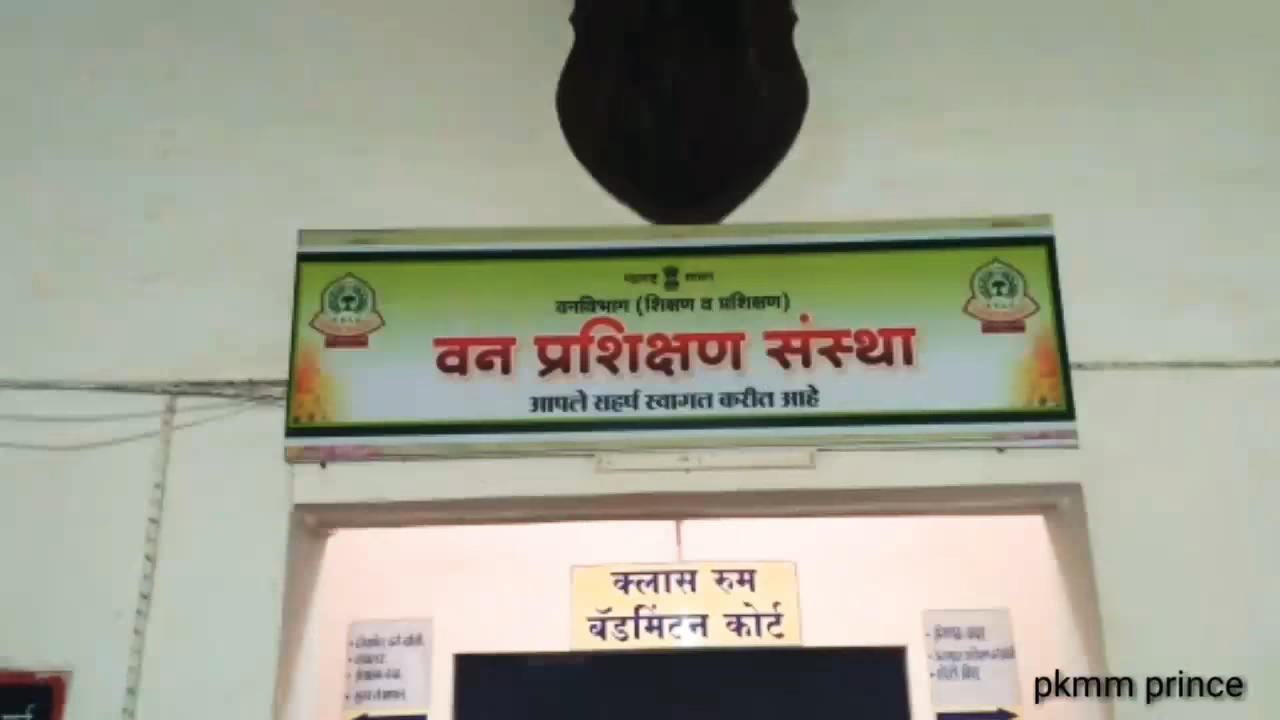 महाराष्ट्र शासन
वनविभाग (शिक्षण व प्रशिक्षण)
वन प्रशिक्षण संस्था
आपले सहर्ष स्वागत करीत आहे
क्लास रुम
बॅडमिंटन कोर्ट
pkmm prince